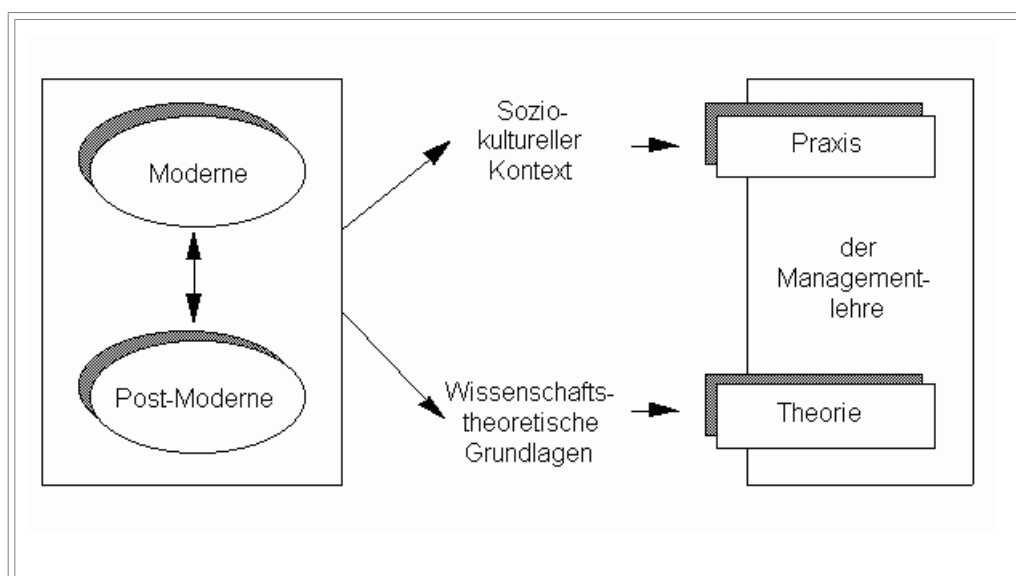 Moderne
Post-Moderne
Sozio-
kultureller
Kontext
Wissenschafts-
theoretische
Grundlagen
Praxis
der
Management-
lehre
Theorie